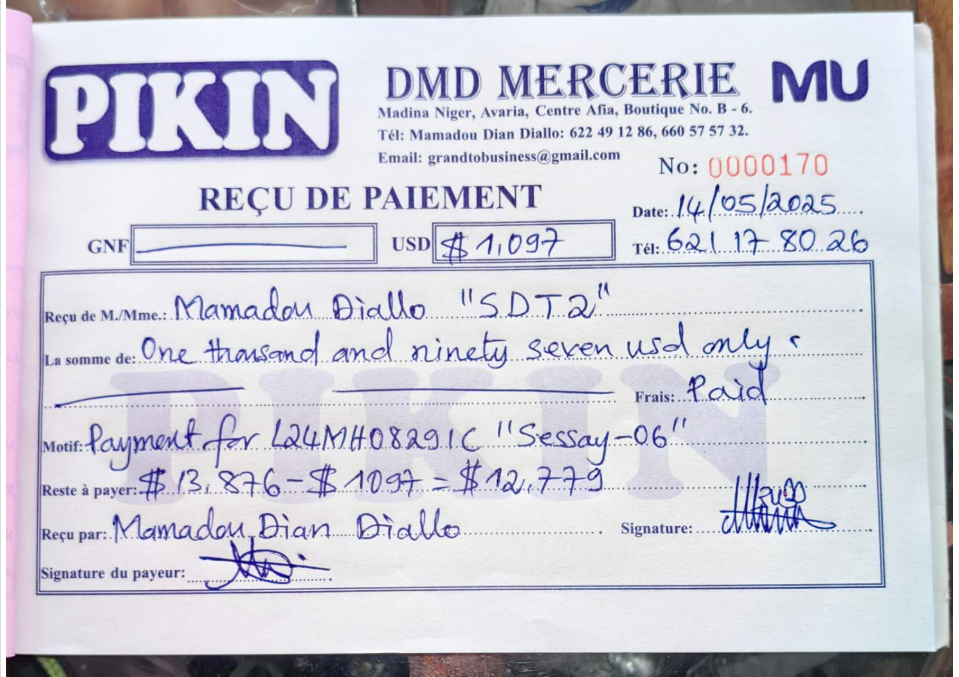 PIKIN
DMD MERCERIE MU
Madina Niger, Avaria, Centre Afia, Boutique No. B - 6.
Tél: Mamadou Dian Diallo: 622 49 12 86, 660 57 57 32.
Email: grandtobusiness@gmail.com
No: 0000170
REÇU DE PAIEMENT
Date: 14/05/2025
GNF USD $ 1,097 Tél: 621 17 80 26
Reçu de M./Mme.: Mamadou Diallo "SDT2"
La somme de: One thousand and ninety seven usd only
Frais: Paid
Motif: Payment for L24MH08291C "Sessay-06"
Reste à payer: $ 13,876 - $ 1097 = $ 12,779
Reçu par: Mamadou Dian Diallo Signature:
Signature du payeur:
PIKIN